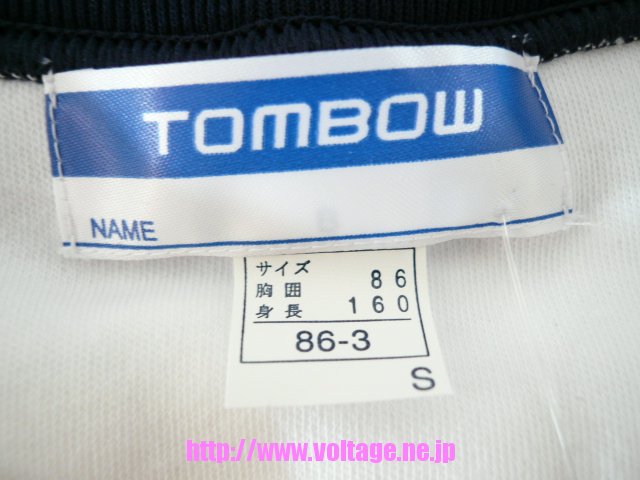 TOMBOW
NAME
サイズ
胸囲 86
身長 160
86-3
S
http://www.voltage.ne.jp